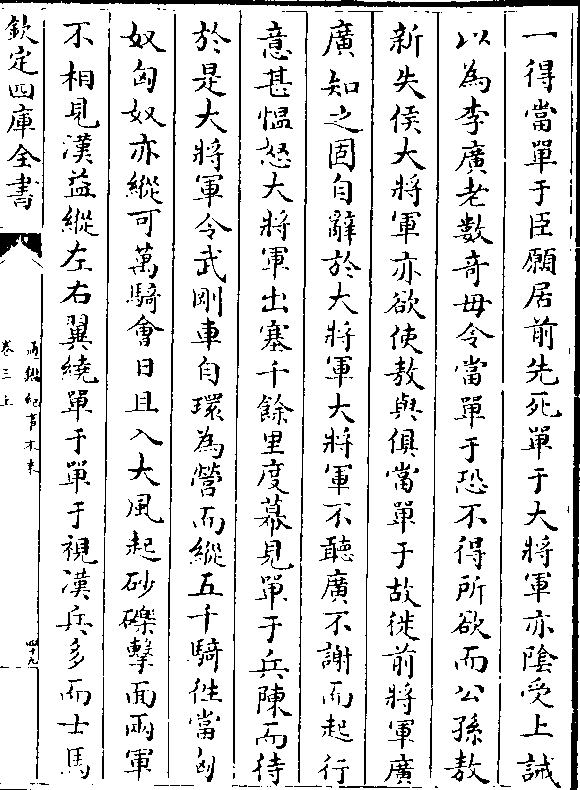 一得當單于臣願居前先死單于大將軍亦陰受上誡
以為李廣老數奇毋令當單于恐不得所欲而公孫敖
新失侯大將軍亦欲使敖與俱當單于故徙前將軍廣
廣知之固自辭於大將軍大將軍不聽廣不謝而起行
意甚愠怒大將軍出塞千餘里度幕見單于兵陳而待
於是大將軍令武剛車自環為營而縱五千騎往當匈
奴匈奴亦縱可萬騎會日且入大風起砂礫擊面兩軍
不相見漢益縱左右翼繞單于單于視漢兵多而士馬
欽定四庫全書
通鑑紀事本末
卷三上
四十九